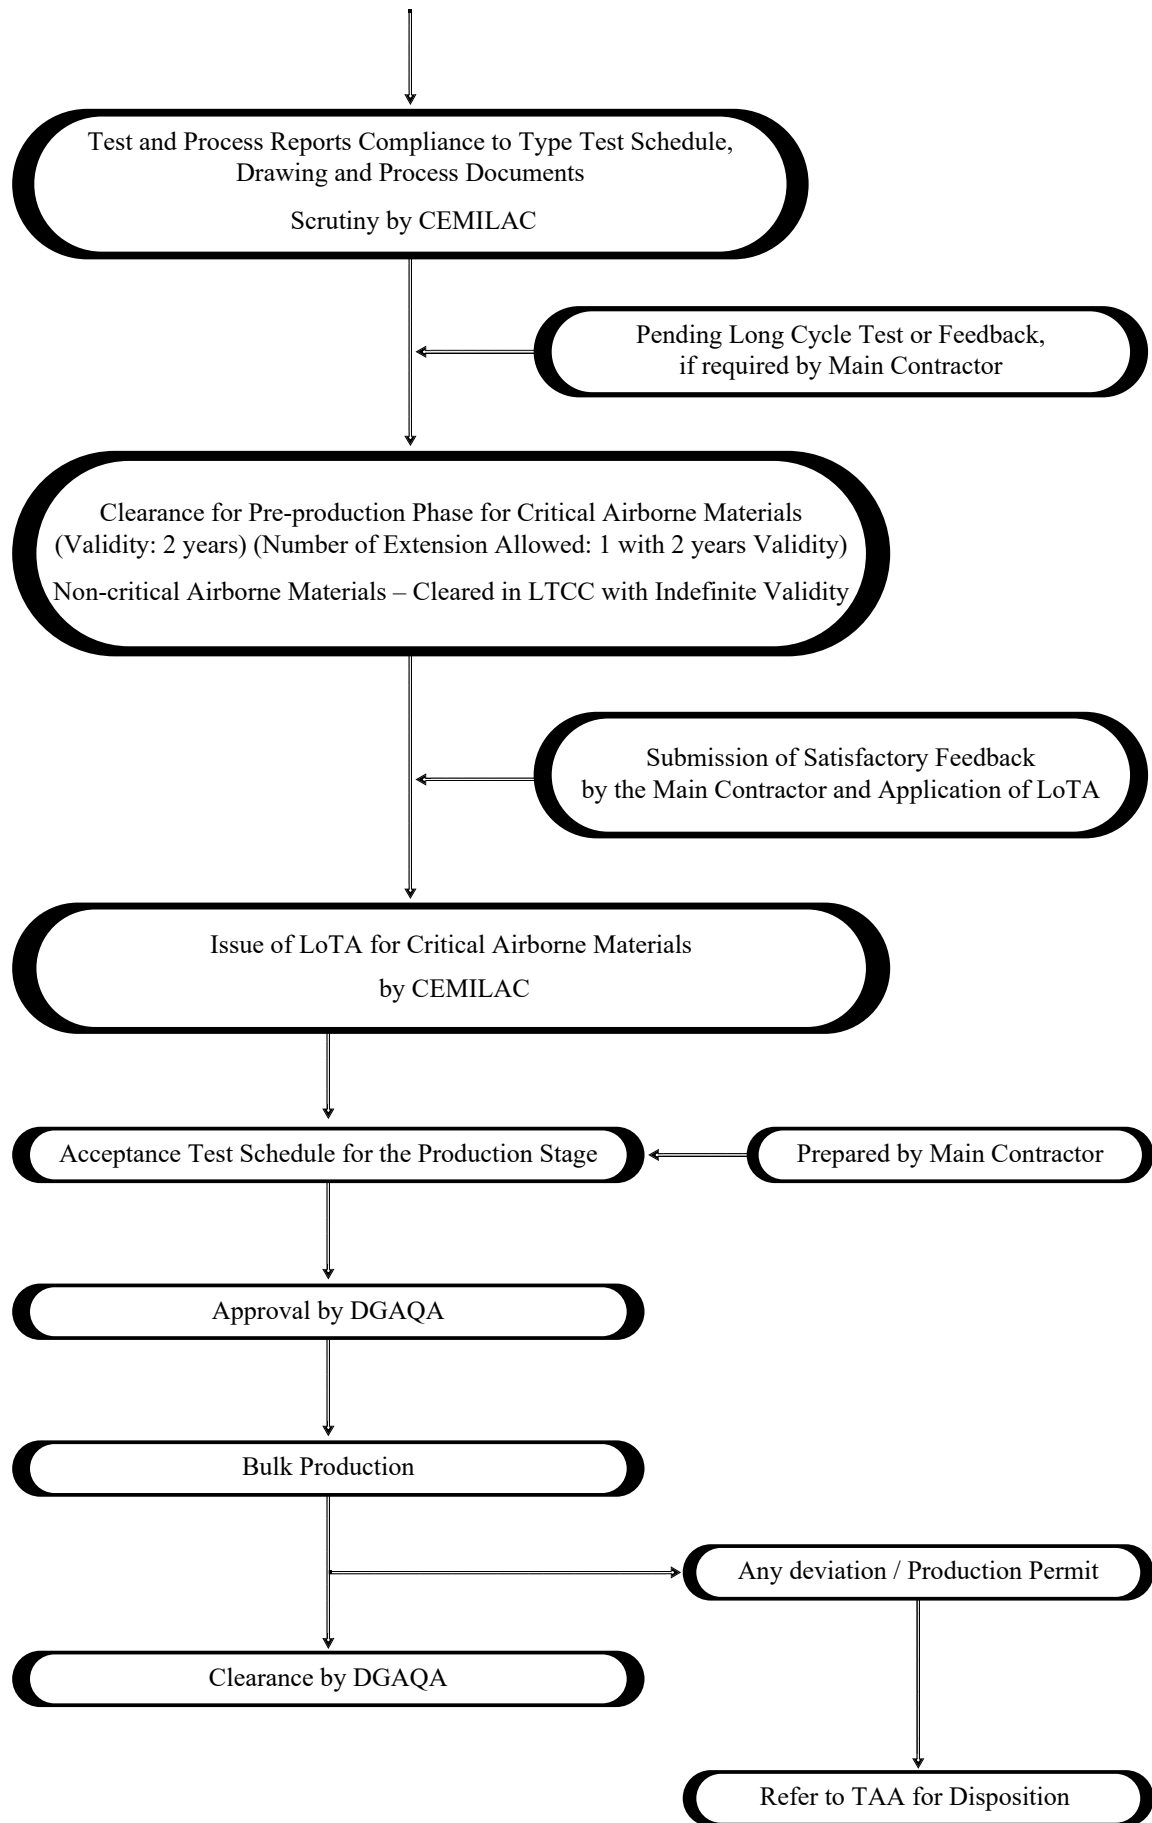 Test and Process Reports Compliance to Type Test Schedule,
Drawing and Process Documents
Scrutiny by CEMILAC
Pending Long Cycle Test or Feedback,
if required by Main Contractor
Clearance for Pre-production Phase for Critical Airborne Materials
(Validity: 2 years) (Number of Extension Allowed: 1 with 2 years Validity)
Non-critical Airborne Materials – Cleared in LTCC with Indefinite Validity
Submission of Satisfactory Feedback
by the Main Contractor and Application of LoTA
Issue of LoTA for Critical Airborne Materials
by CEMILAC
Acceptance Test Schedule for the Production Stage
Prepared by Main Contractor
Approval by DGAQA
Bulk Production
Any deviation / Production Permit
Clearance by DGAQA
Refer to TAA for Disposition